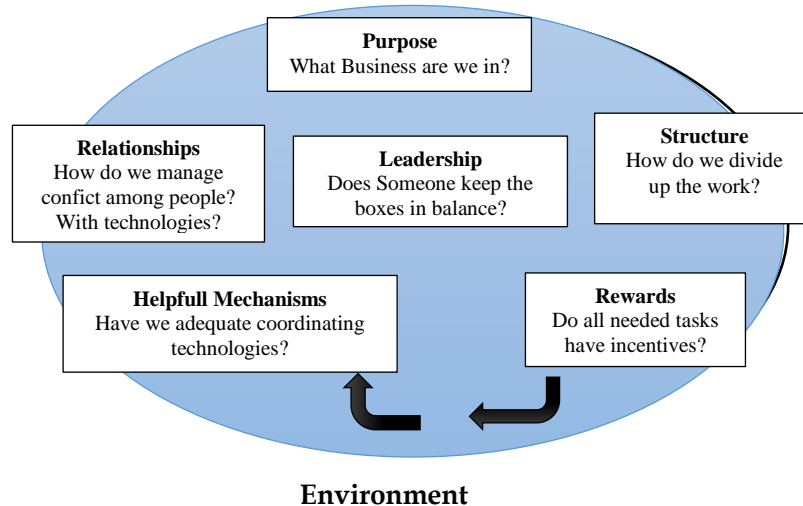 Purpose
What Business are we in?
Relationships
How do we manage
confict among people?
With technologies?
Leadership
Does Someone keep the
boxes in balance?
Structure
How do we divide
up the work?
Helpfull Mechanisms
Have we adequate coordinating
technologies?
Rewards
Do all needed tasks
have incentives?
Environment